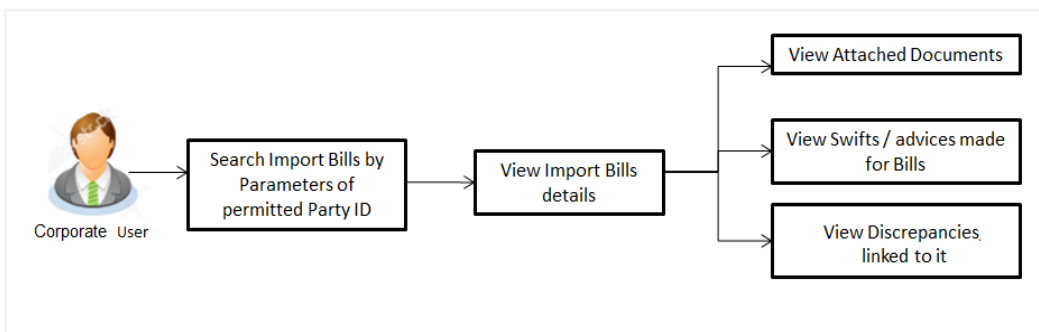 View Attached Documents
Search Import Bills by
Parameters of
permitted Party ID
View Import Bills
details
View Swifts / advices made
for Bills
View Discrepancies
linked to it
Corporate User